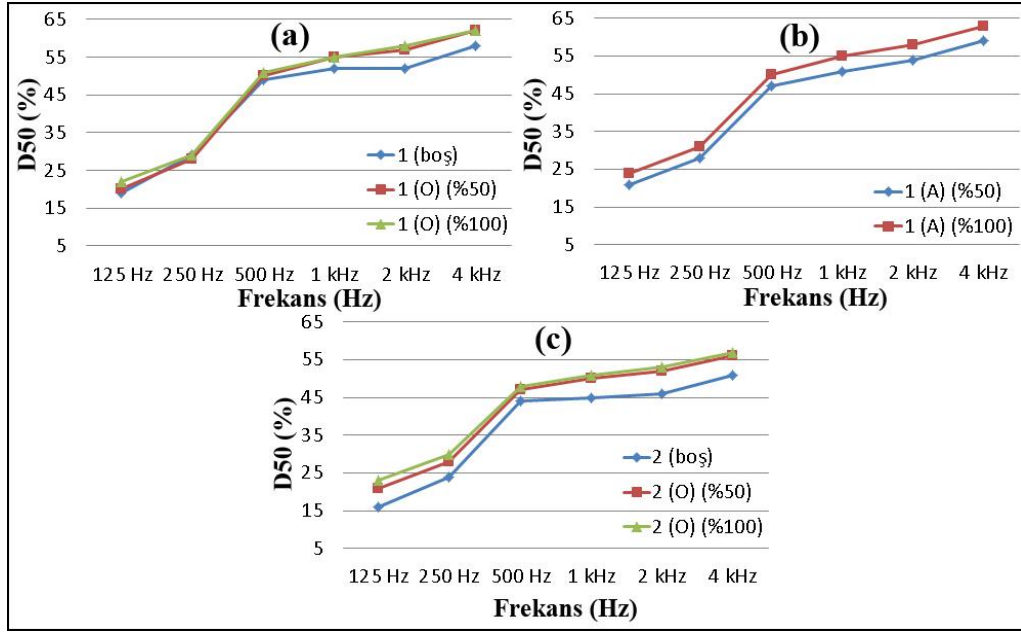 (a)
D50 (%)
65
55
45
35
25
15
5
1 (boş)
1 (O) (%50)
1 (O) (%100)
125 Hz 250 Hz 500 Hz 1 kHz 2 kHz 4 kHz
Frekans (Hz)
(b)
D50 (%)
65
55
45
35
25
15
5
1 (A) (%50)
1 (A) (%100)
125 Hz 250 Hz 500 Hz 1 kHz 2 kHz 4 kHz
Frekans (Hz)
(c)
D50 (%)
65
55
45
35
25
15
5
2 (boş)
2 (O) (%50)
2 (O) (%100)
125 Hz 250 Hz 500 Hz 1 kHz 2 kHz 4 kHz
Frekans (Hz)